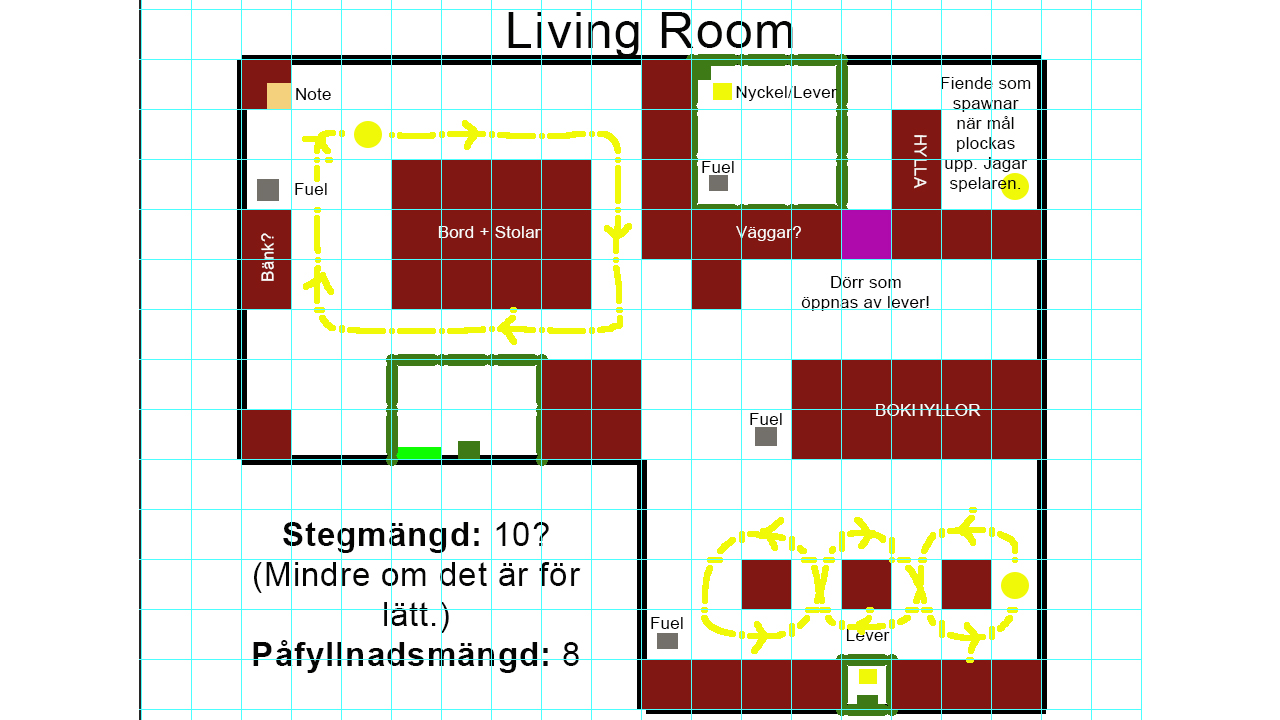 Living Room
Note
Nyckel/Lever
Fiende som
spawnar
när mål
plockas
upp. Jagar
spelaren.
HYLLA
Fuel
Fuel
Bänk?
Bord + Stolar
Väggar?
Dörr som
öppnas av lever!
Fuel
BOKHYLLOR
Stegmängd: 10?
(Mindre om det är för
lätt.)
Påfyllnadsmängd: 8
Fuel
Lever